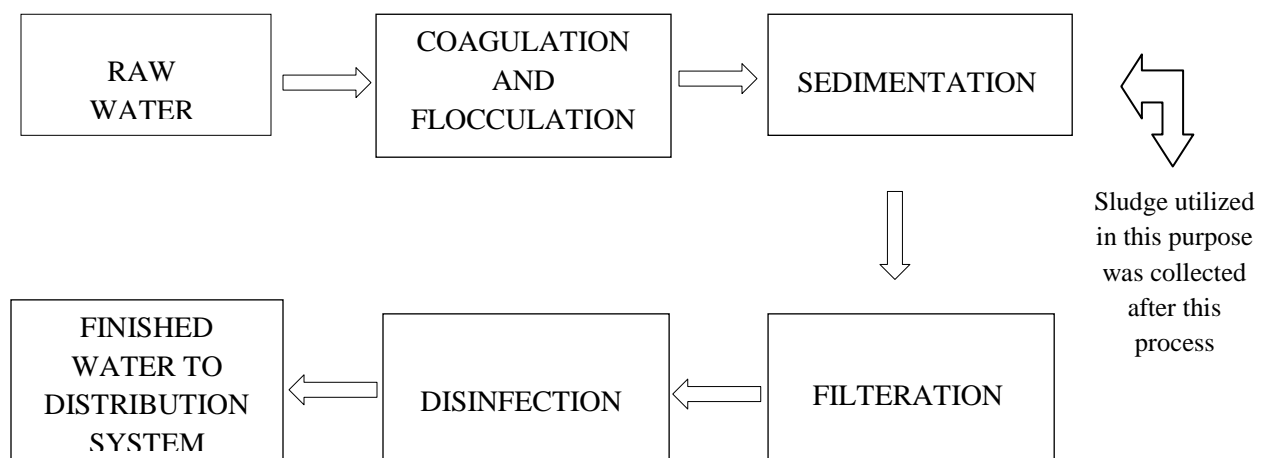 RAW
WATER
COAGULATION
AND
FLOCCULATION
SEDIMENTATION
Sludge utilized
in this purpose
was collected
after this
process
FILTERATION
DISINFECTION
FINISHED
WATER TO
DISTRIBUTION
SYSTEM